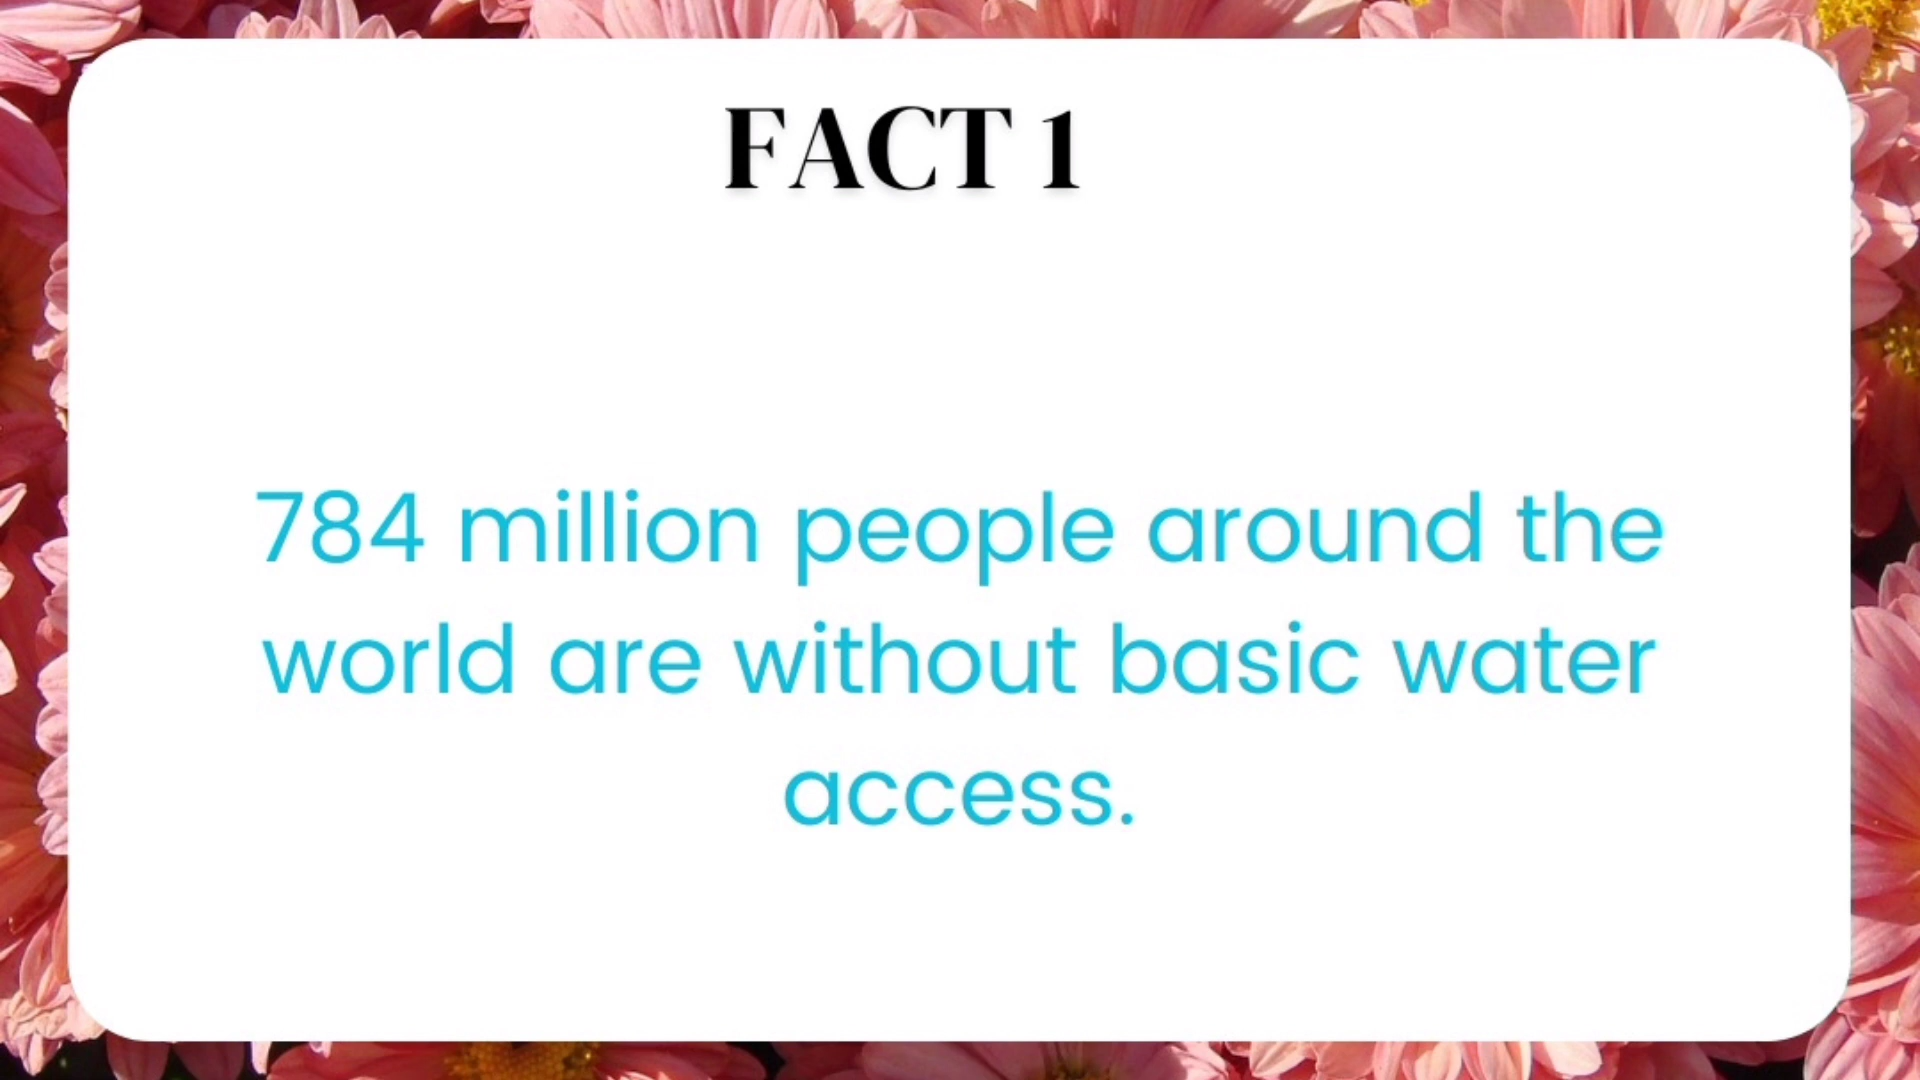 FACT 1
784 million people around the
world are without basic water
access.